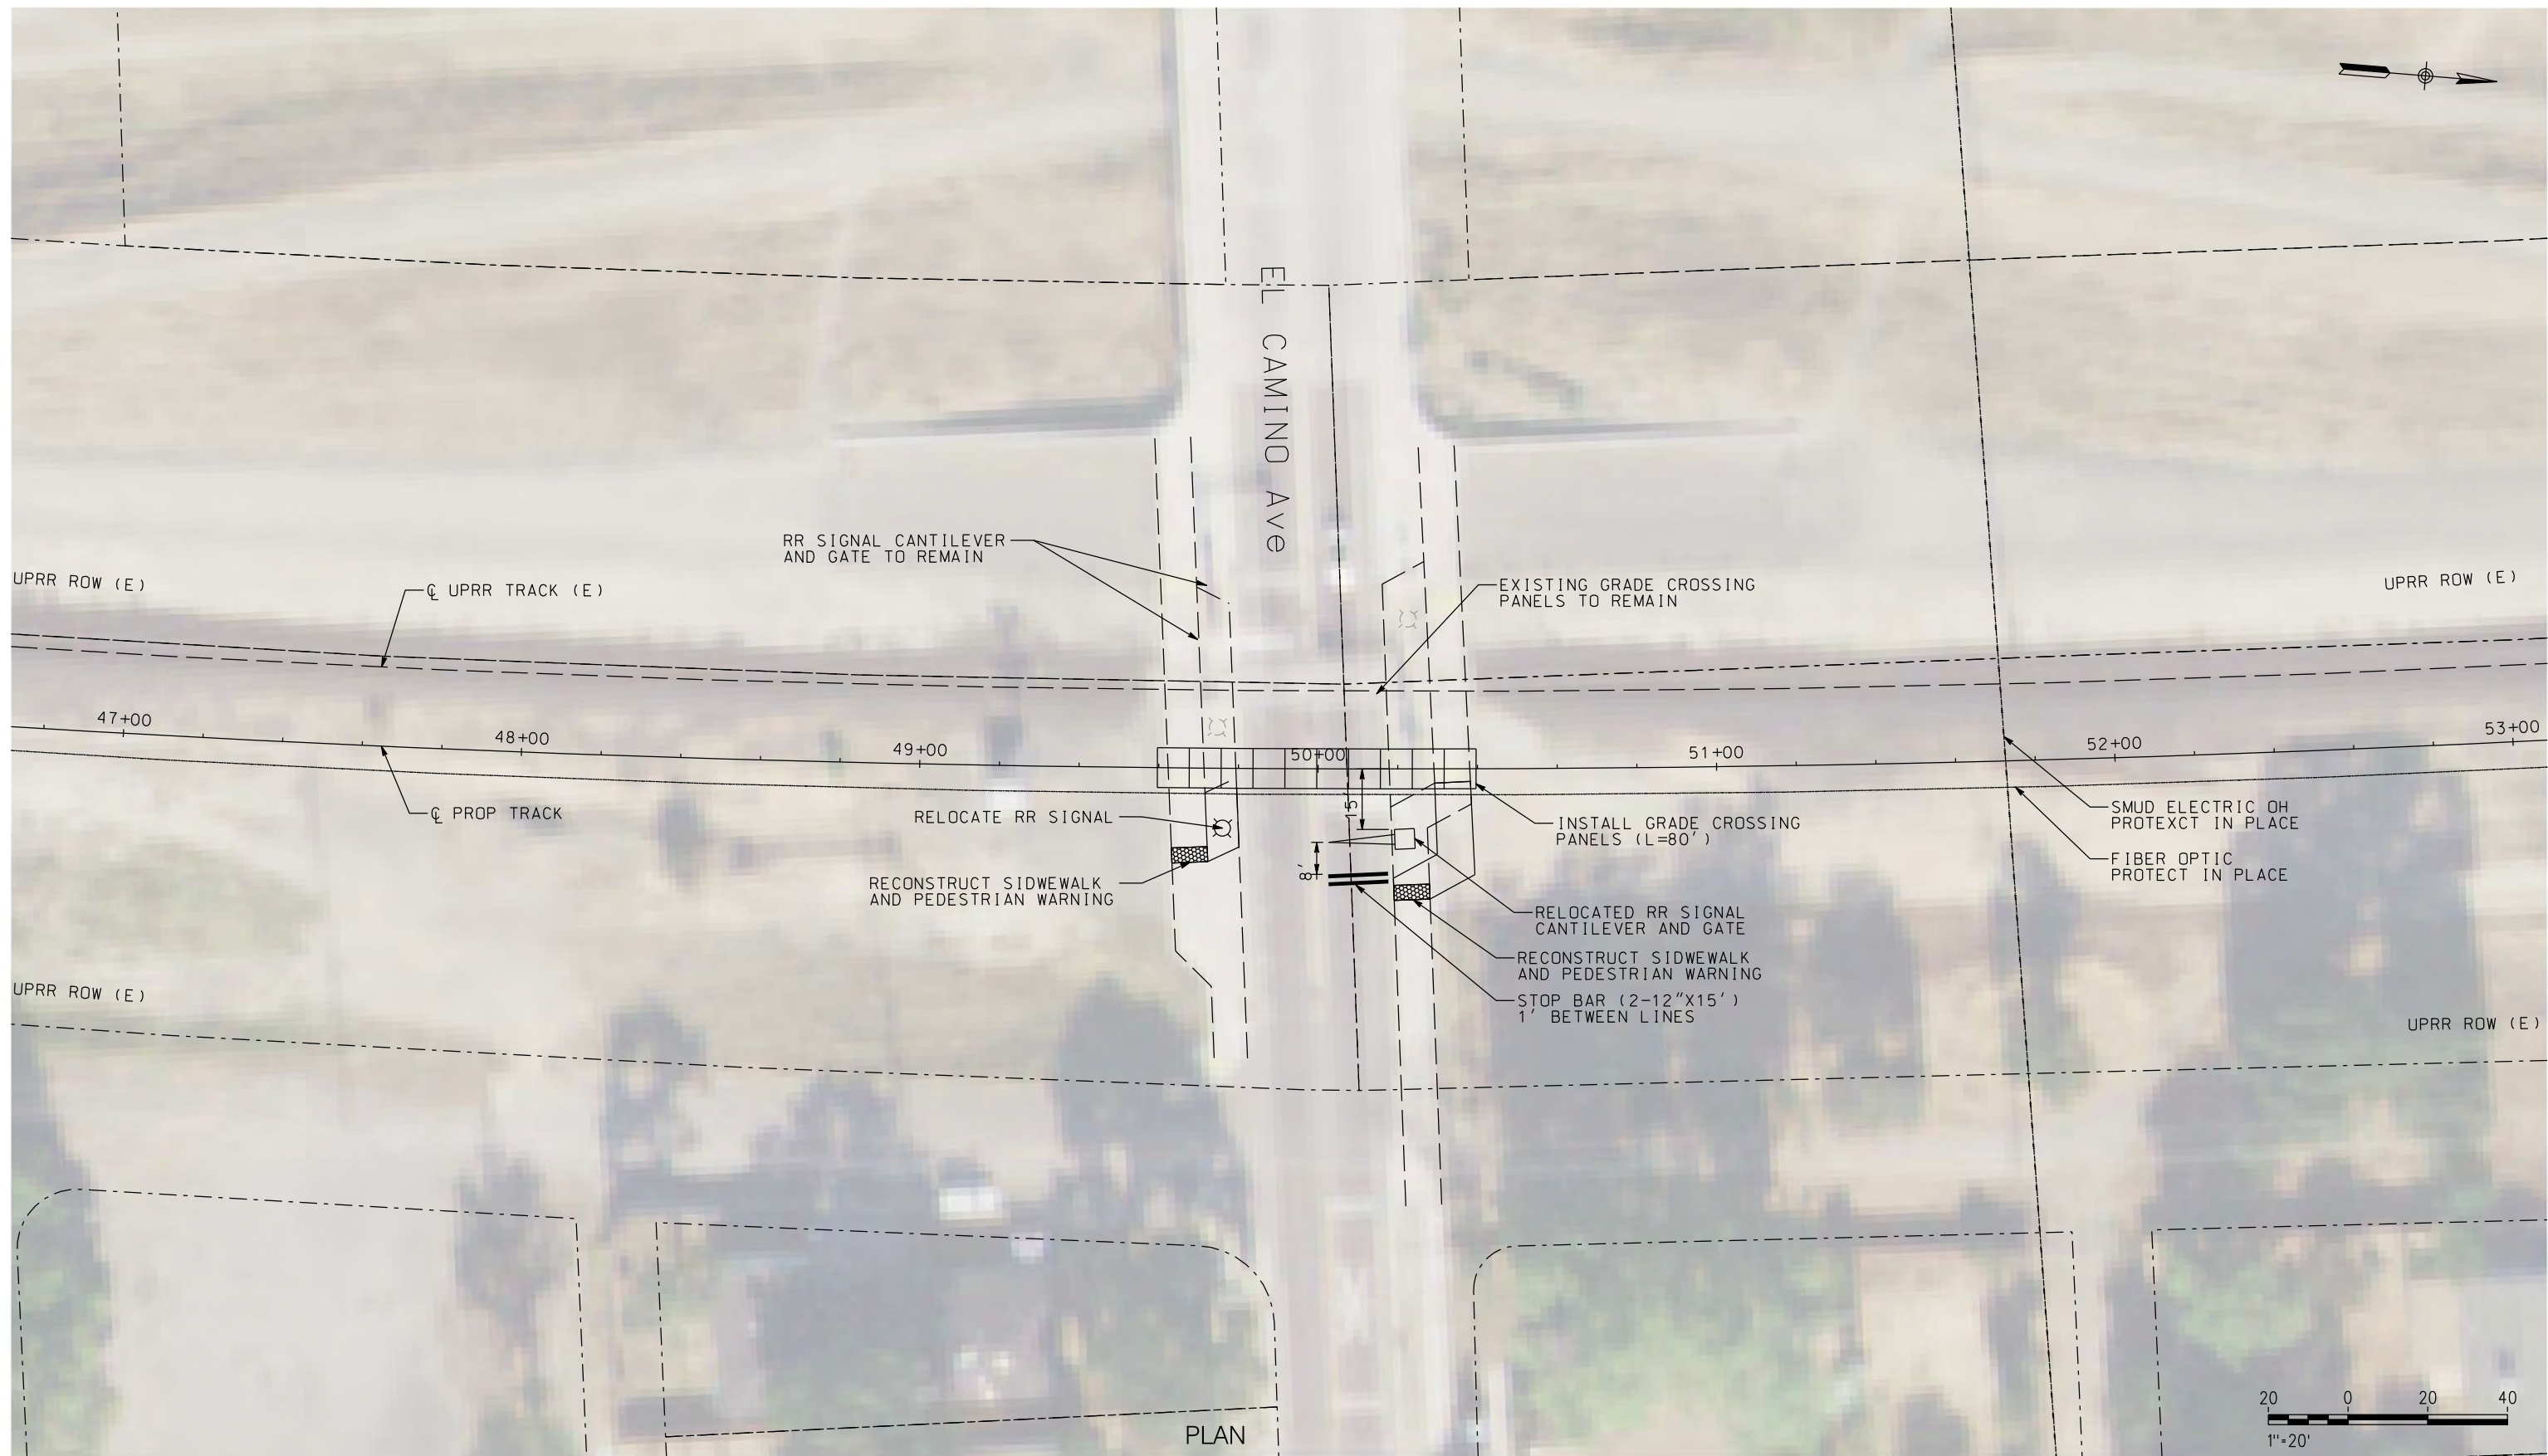 EL CAMINO Ave
RR SIGNAL CANTILEVER
AND GATE TO REMAIN
UPRR ROW (E)
℄ UPRR TRACK (E)
EXISTING GRADE CROSSING
PANELS TO REMAIN
UPRR ROW (E)
47+00
48+00
49+00
50+00
51+00
52+00
53+00
℄ PROP TRACK
RELOCATE RR SIGNAL
15'
8'
INSTALL GRADE CROSSING
PANELS (L=80')
SMUD ELECTRIC OH
PROTEXCT IN PLACE
FIBER OPTIC
PROTECT IN PLACE
RECONSTRUCT SIDWEWALK
AND PEDESTRIAN WARNING
RELOCATED RR SIGNAL
CANTILEVER AND GATE
RECONSTRUCT SIDWEWALK
AND PEDESTRIAN WARNING
STOP BAR (2-12"X15')
1' BETWEEN LINES
UPRR ROW (E)
UPRR ROW (E)
20 0 20 40
1"=20'
PLAN